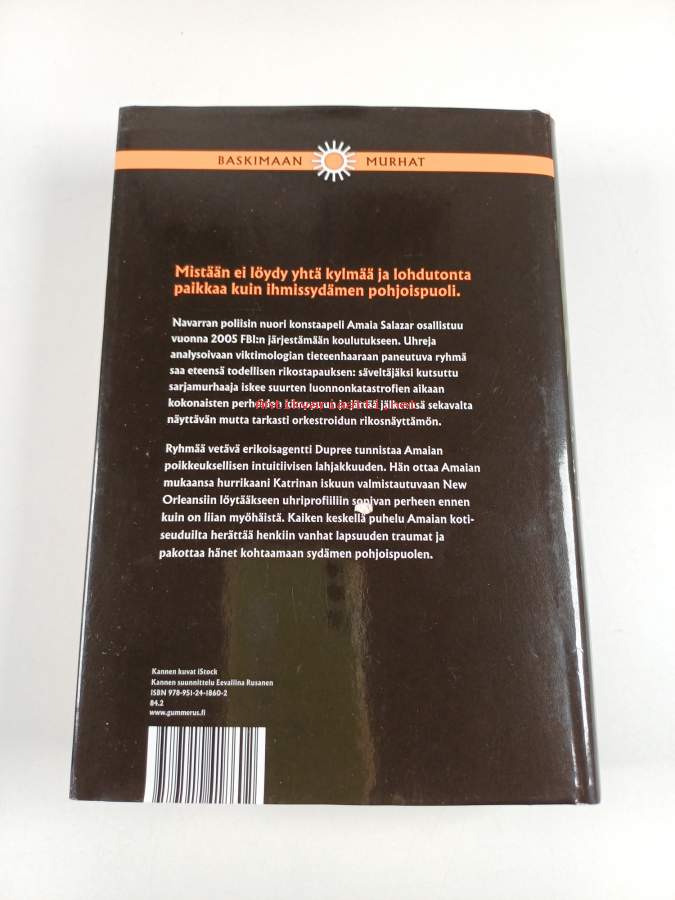 BASKIMAAN MURHAT
Mistään ei löydy yhtä kylmää ja lohdutonta
paikkaa kuin ihmissydämen pohjoispuoli.
Navarran poliisin nuori konstaapeli Amaia Salazar osallistuu
vuonna 2005 FBI:n järjestämään koulutukseen. Uhreja
analysoivaan viktimologian tieteenhaaraan paneutuva ryhmä
saa eteensä todellisen rikostapauksen: säveltäjäksi kutsuttu
sarjamurhaaja iskee suurten luonnonkatastrofien aikaan
kokonaisten perheiden ja jättää jälkeensä sekavalta
näyttävän mutta tarkasti orkestroidun rikosnäyttämön.
Ryhmää vetävä erikoisagentti Dupree tunnistaa Amaian
poikkeuksellisen intuitiivisen lahjakkuuden. Hän ottaa Amaian
mukaansa hurrikaani Katrinan iskuun valmistautuvaan New
Orleansiin löytääkseen uhriprofiiliin sopivan perheen ennen
kuin on liian myöhäistä. Kaiken keskellä puhelu Amaian koti-
seuduilta herättää henkiin vanhat lapsuuden traumat ja
pakottaa hänet kohtaamaan sydämen pohjoispuolen.
Kannen kuvat iStock
Kannen suunnittelu Eevaliina Rusanen
ISBN 978-951-24-1860-2
84.2
www.gummerus.fi